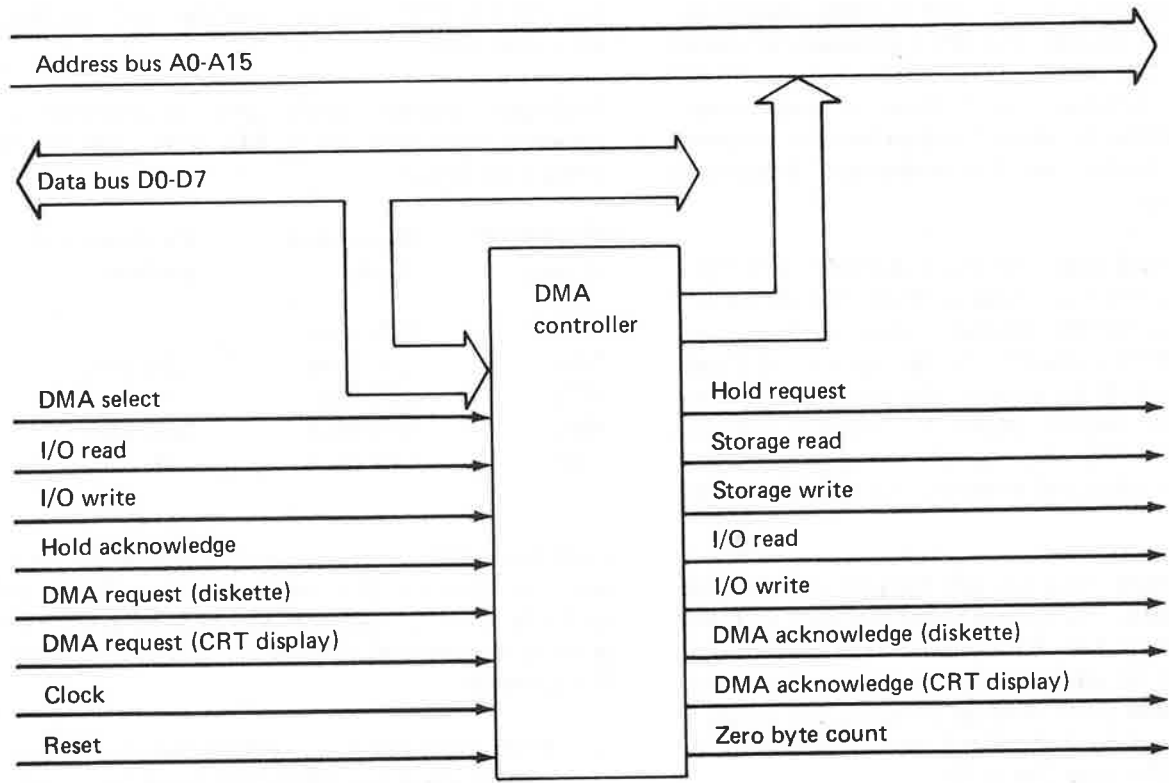 Address bus A0-A15
Data bus D0-D7
DMA
controller
DMA select
I/O read
I/O write
Hold acknowledge
DMA request (diskette)
DMA request (CRT display)
Clock
Reset
Hold request
Storage read
Storage write
I/O read
I/O write
DMA acknowledge (diskette)
DMA acknowledge (CRT display)
Zero byte count